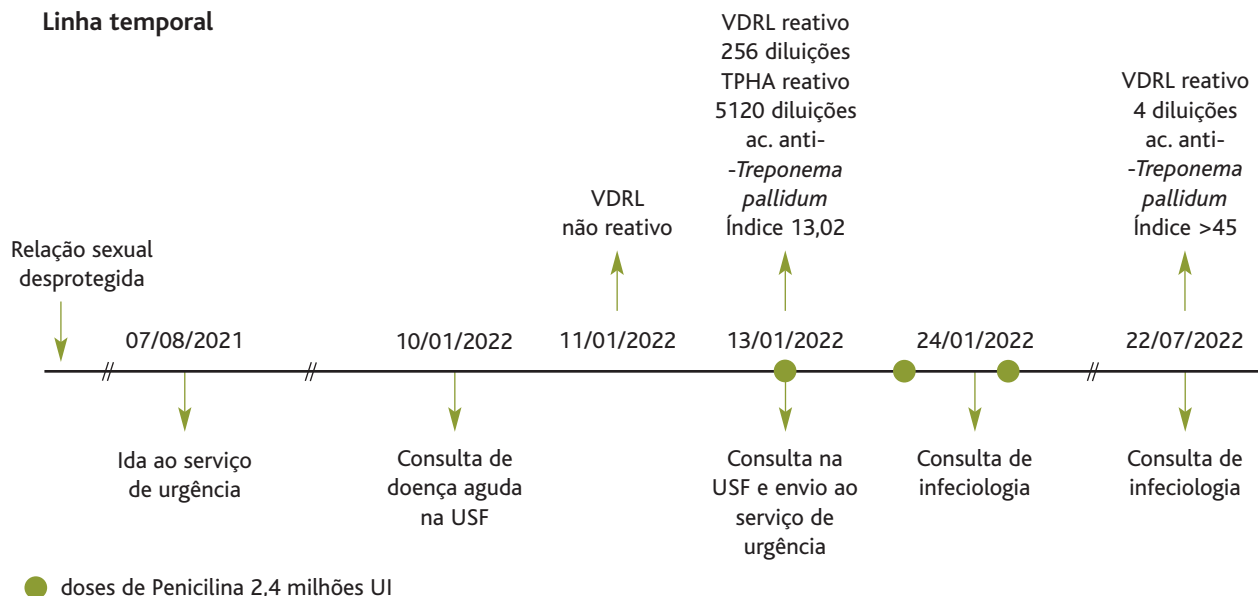 Linha temporal
Relação sexual
desprotegida
VDRL
não reativo
VDRL reativo
256 diluições
TPHA reativo
5120 diluições
ac. anti-
-Treponema
pallidum
Índice 13,02
VDRL reativo
4 diluições
ac. anti-
-Treponema
pallidum
Índice >45
07/08/2021
10/01/2022
11/01/2022
13/01/2022
24/01/2022
22/07/2022
Ida ao serviço
de urgência
Consulta de
doença aguda
na USF
Consulta na
USF e envio ao
serviço de
urgência
Consulta de
infeciologia
Consulta de
infeciologia
doses de Penicilina 2,4 milhões UI